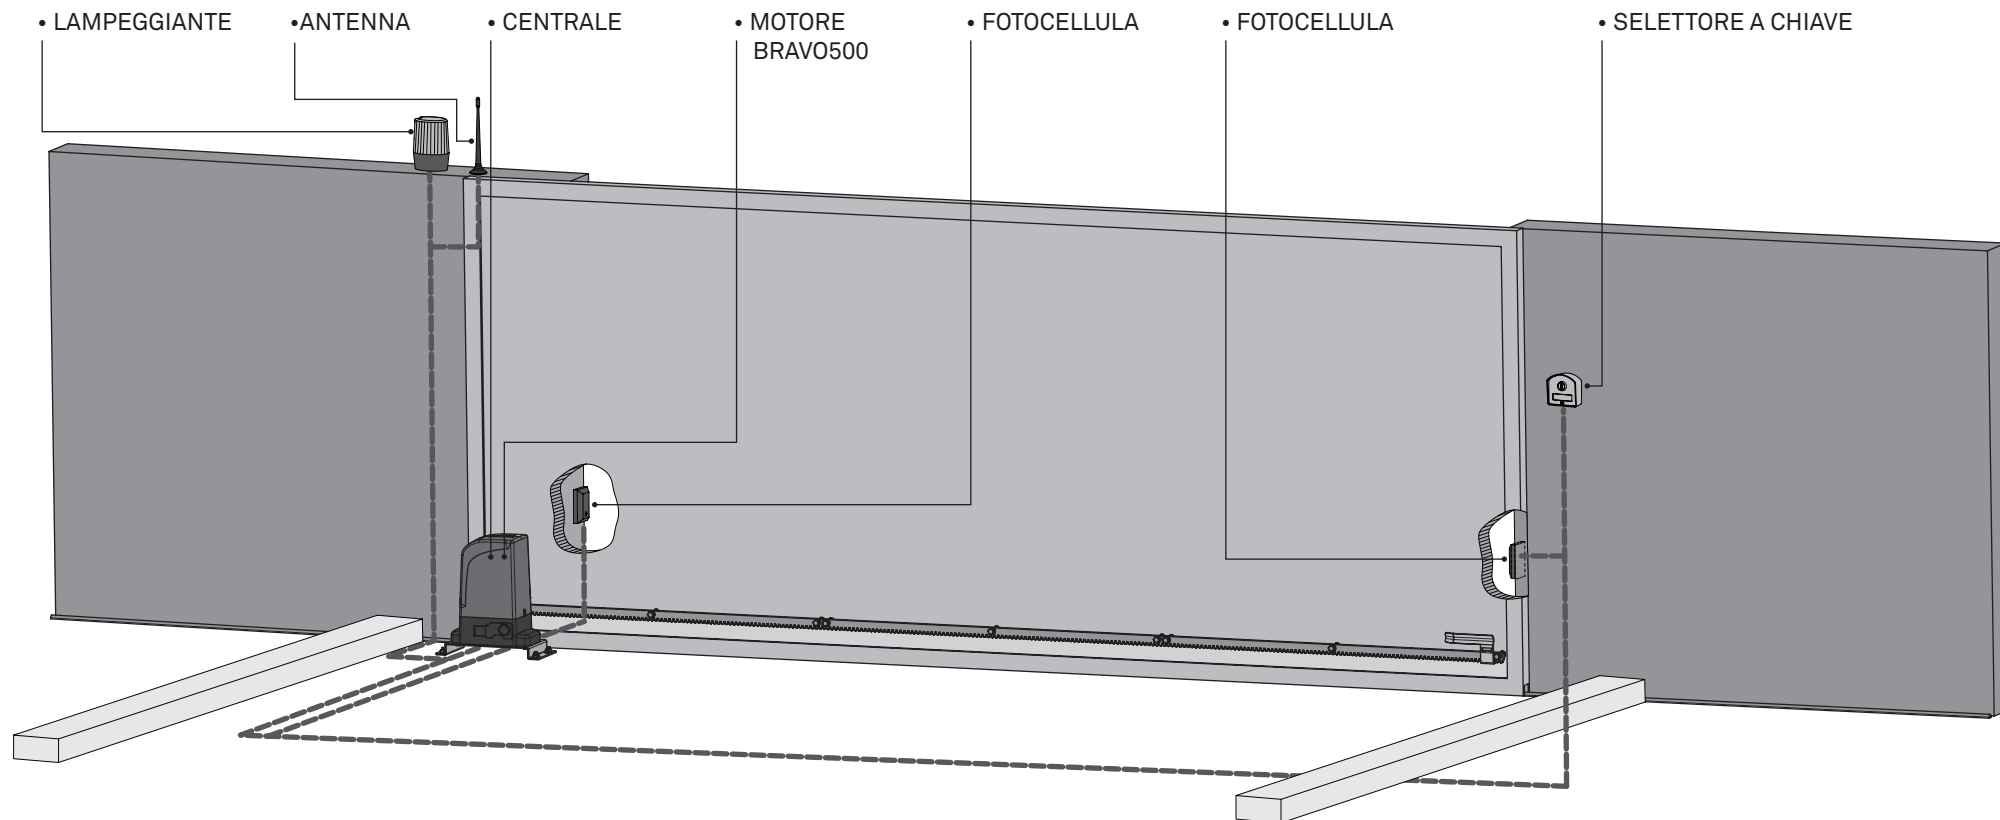 • LAMPEGGIANTE
•ANTENNA
• CENTRALE
• MOTORE
BRAVO500
• FOTOCELLULA
• FOTOCELLULA
• SELETTORE A CHIAVE